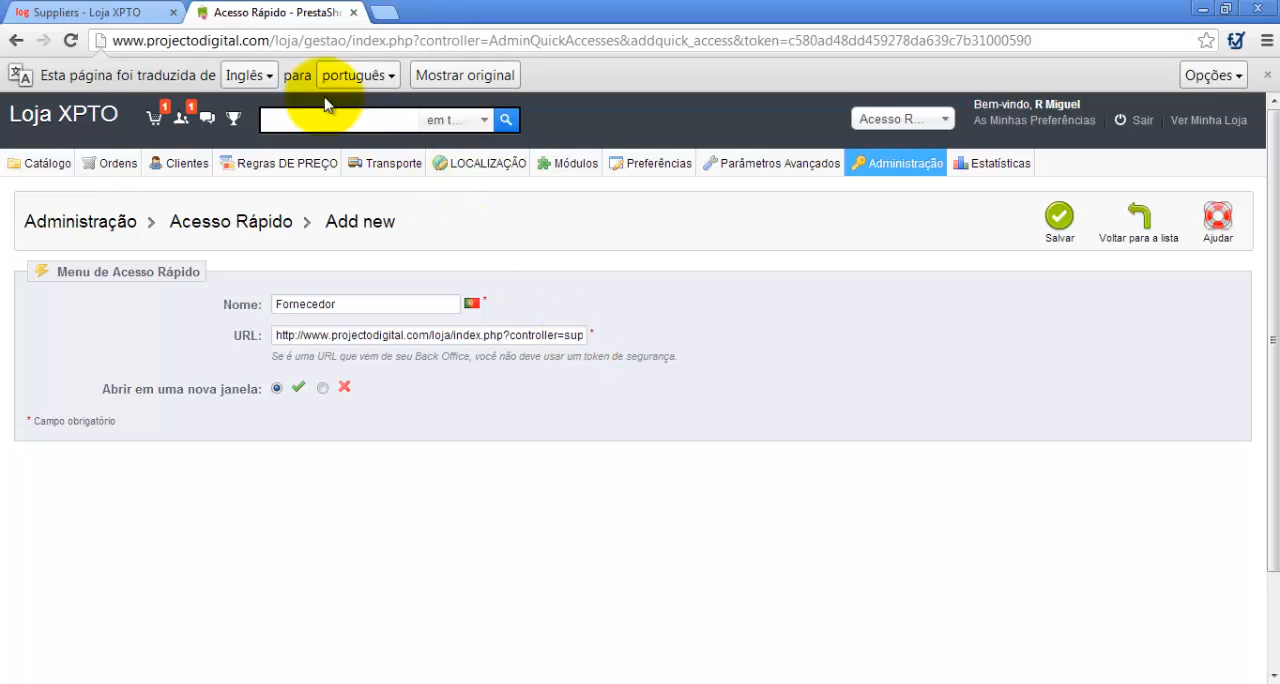 log Suppliers - Loja XPTO
Acesso Rápido - PrestaSho
www.projectodigital.com/loja/gestao/index.php?controller=AdminQuickAccesses&addquick_access&token=c580ad48dd459278da639c7b31000590
Esta página foi traduzida de Inglês para português Mostrar original Opções
Loja XPTO 1 1 em t... Acesso R... Bem-vindo, R Miguel
As Minhas Preferências Sair Ver Minha Loja
Catálogo Ordens Clientes Regras DE PREÇO Transporte LOCALIZAÇÃO Módulos Preferências Parâmetros Avançados Administração Estatísticas
Administração > Acesso Rápido > Add new
Salvar Voltar para a lista Ajudar
Menu de Acesso Rápido
Nome: Fornecedor *
URL: http://www.projectodigital.com/loja/index.php?controller=sup *
Se é uma URL que vem de seu Back Office, você não deve usar um token de segurança.
Abrir em uma nova janela:
* Campo obrigatório